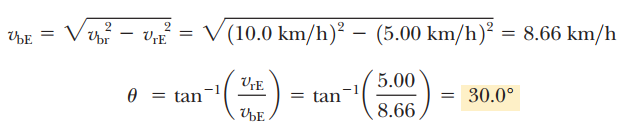 v_bE = √(v_br² − v_rE²) = √((10.0 km/h)² − (5.00 km/h)²) = 8.66 km/h
θ = tan⁻¹(v_rE / v_bE) = tan⁻¹(5.00 / 8.66) = 30.0°